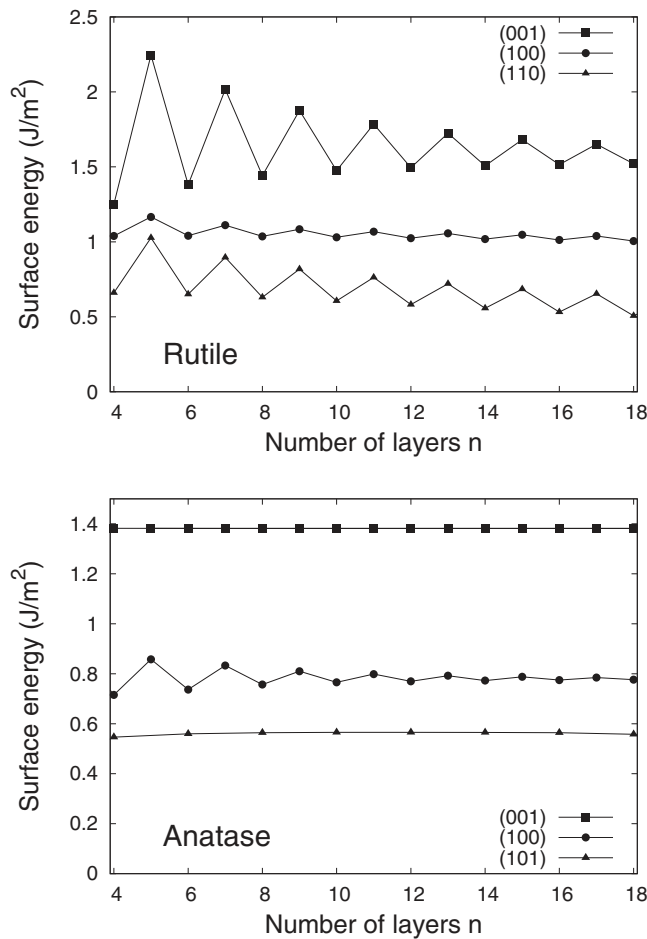 Surface energy (J/m²)
2.5
2
1.5
1
0.5
0
(001)
(100)
(110)
Rutile
4 6 8 10 12 14 16 18
Number of layers n
Surface energy (J/m²)
1.4
1.2
1
0.8
0.6
0.4
0.2
0
(001)
(100)
(101)
Anatase
4 6 8 10 12 14 16 18
Number of layers n